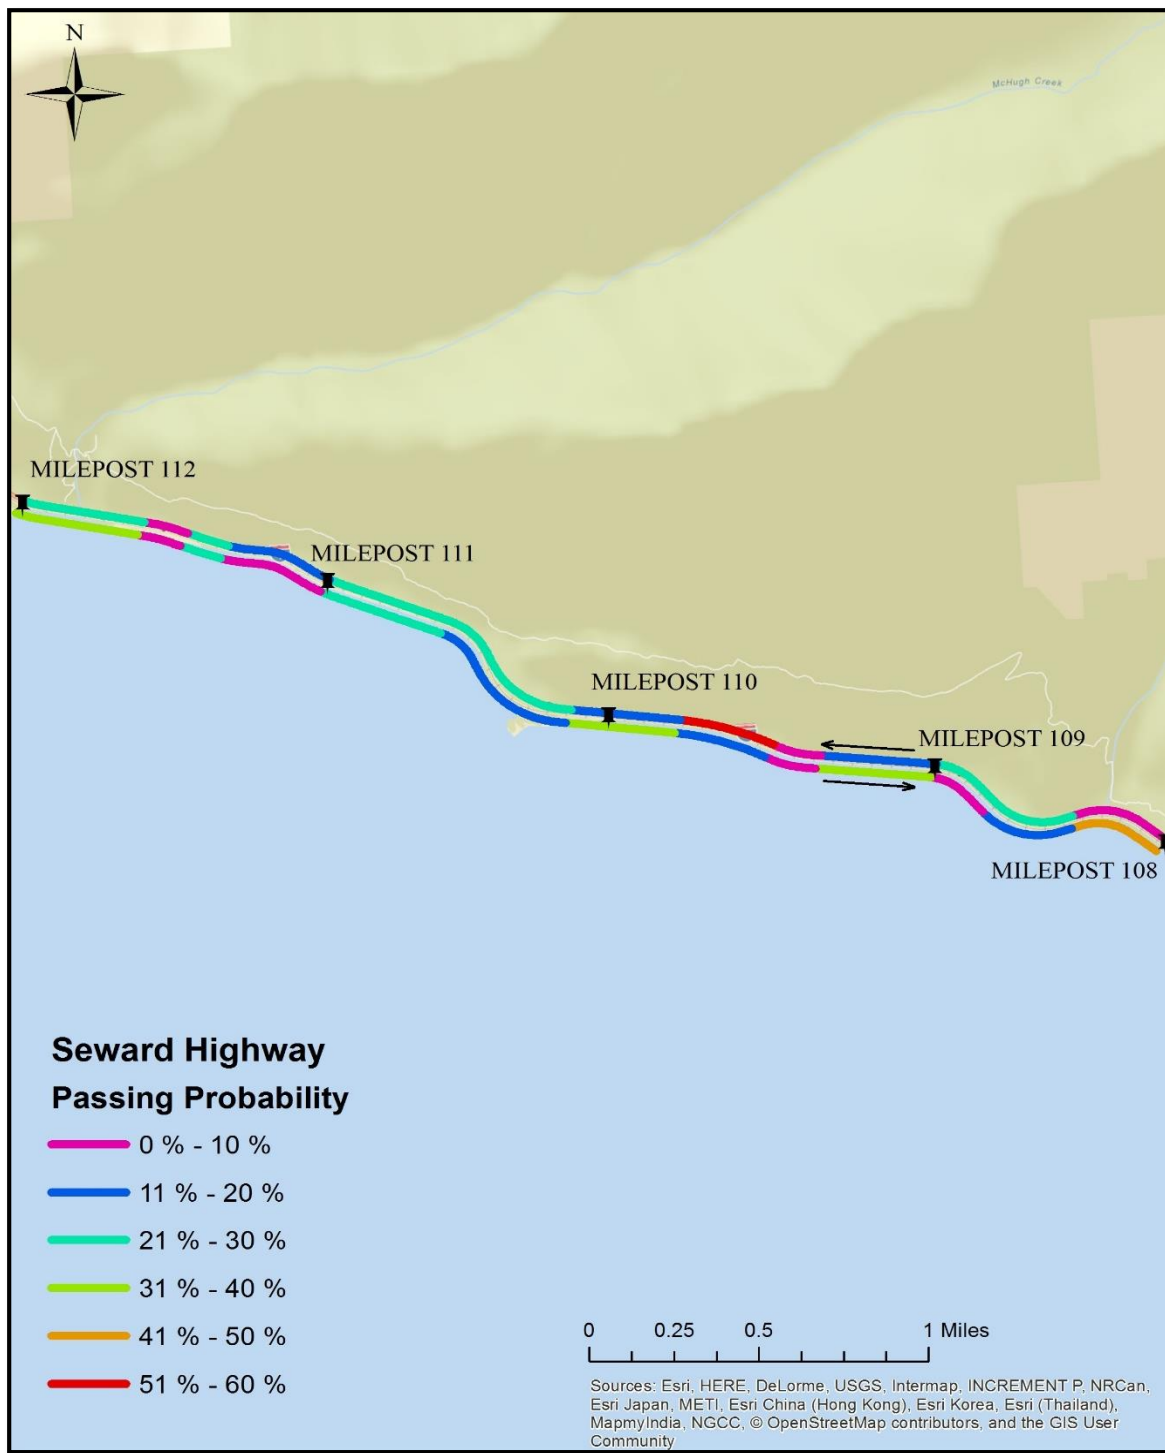 N
McHugh Creek
MILEPOST 112
MILEPOST 111
MILEPOST 110
MILEPOST 109
MILEPOST 108
Seward Highway
Passing Probability
0 % - 10 %
11 % - 20 %
21 % - 30 %
31 % - 40 %
41 % - 50 %
51 % - 60 %
0 0.25 0.5 1 Miles
Sources: Esri, HERE, DeLorme, USGS, Intermap, INCREMENT P, NRCan,
Esri Japan, METI, Esri China (Hong Kong), Esri Korea, Esri (Thailand),
MapmyIndia, NGCC, © OpenStreetMap contributors, and the GIS User
Community